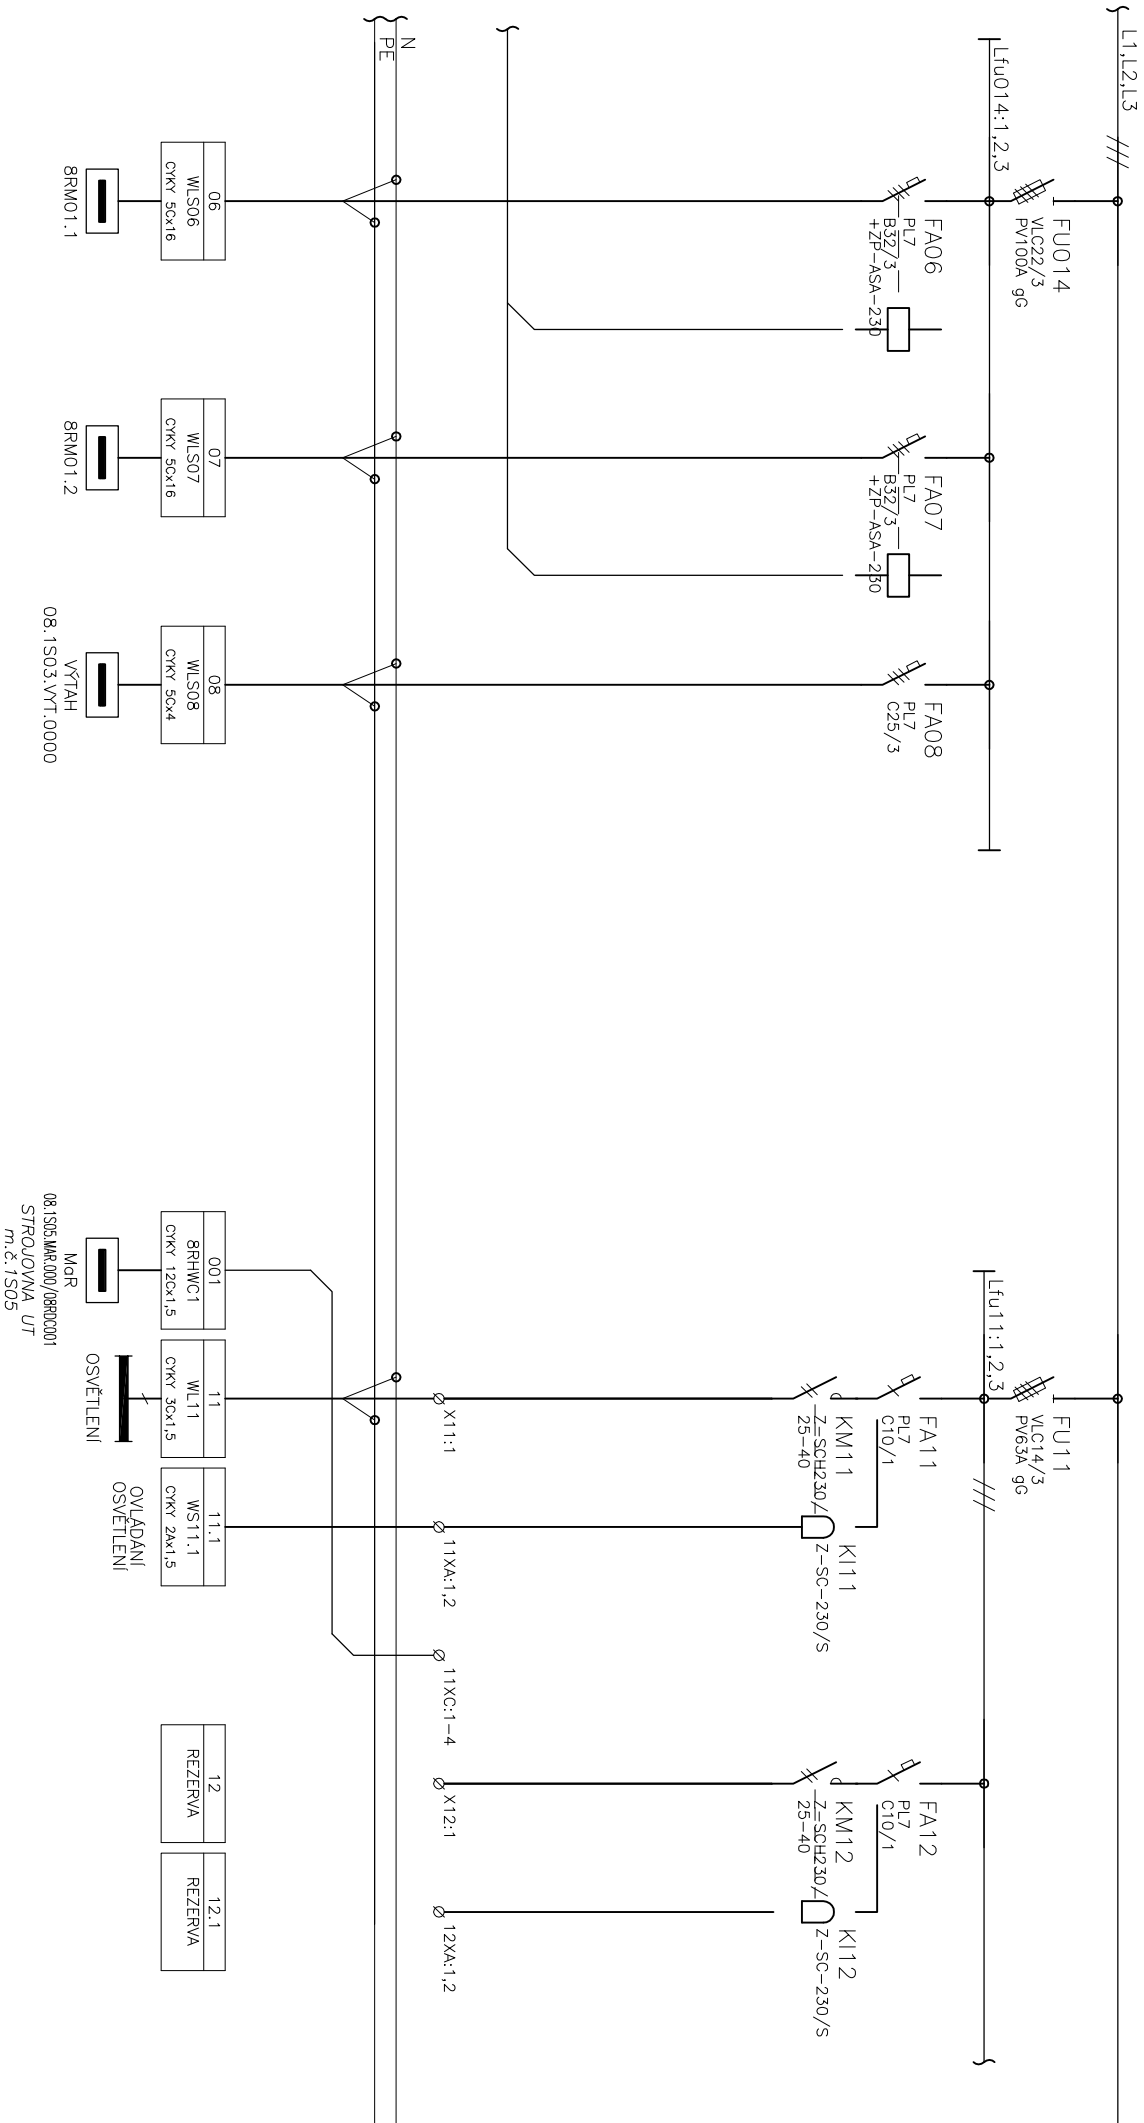 L1,L2,L3
FU014
VLC22/3
PV100A gG
FU11
VLC14/3
PV63A gG
Lfu014:1,2,3
Lfu11:1,2,3
FA06
PL7
B32/3
+ZP-ASA-230
FA07
PL7
B32/3
+ZP-ASA-230
FA08
PL7
C25/3
FA11
PL7
C10/1
FA12
PL7
C10/1
KM11
Z-SCH230/
25-40
KI11
Z-SC-230/S
KM12
Z-SCH230/
25-40
KI12
Z-SC-230/S
X11:1
11XA:1,2
11XC:1-4
X12:1
12XA:1,2
N
PE
06
WLS06
CYKY 5Cx16
07
WLS07
CYKY 5Cx16
08
WLS08
CYKY 5Cx4
001
8RHWC1
CYKY 12Cx1,5
11
WL11
CYKY 3Cx1,5
11.1
WS11.1
CYKY 2Ax1,5
12
REZERVA
12.1
REZERVA
8RM01.1
8RM01.2
VÝTAH
08.1S03.VYT.0000
MaR
08.1S05.MAR.000/08RDC001
STROJOVNA UT
m.č.1S05
OSVĚTLENÍ
OVLÁDÁNÍ
OSVĚTLENÍ